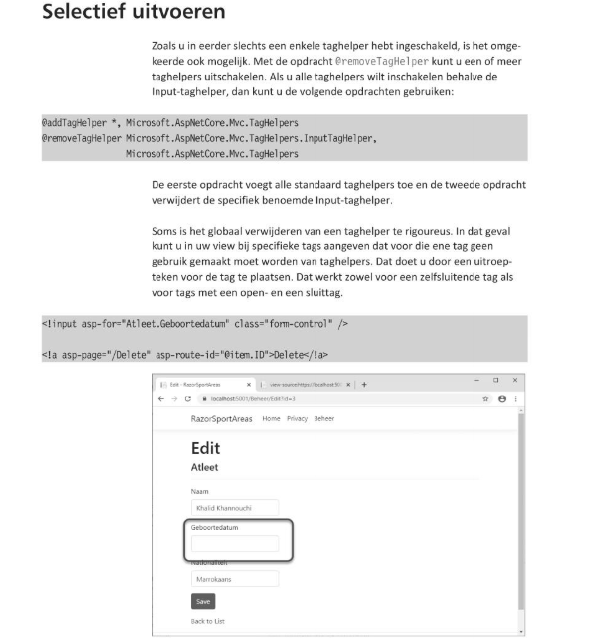 Selectief uitvoeren
Zoals u in eerder slechts een enkele taghelper hebt ingeschakeld, is het omge-
keerde ook mogelijk. Met de opdracht @removeTagHelper kunt u een of meer
taghelpers uitschakelen. Als u alle taghelpers wilt inschakelen behalve de
Input-taghelper, dan kunt u de volgende opdrachten gebruiken:
@addTagHelper *, Microsoft.AspNetCore.Mvc.TagHelpers
@removeTagHelper Microsoft.AspNetCore.Mvc.TagHelpers.InputTagHelper,
Microsoft.AspNetCore.Mvc.TagHelpers
De eerste opdracht voegt alle standaard taghelpers toe en de tweede opdracht
verwijdert de specifiek benoemde Input-taghelper.
Soms is het globaal verwijderen van een taghelper te rigoureus. In dat geval
kunt u in uw view bij specifieke tags aangeven dat voor die ene tag geen
gebruik gemaakt moet worden van taghelpers. Dat doet u door een uitroep-
teken voor de tag te plaatsen. Dat werkt zowel voor een zelfsluitende tag als
voor tags met een open- en een sluittag.
<!input asp-for="Atleet.Geboortedatum" class="form-control" />
<!a asp-page="/Delete" asp-route-id="@item.ID">Delete</!a>
Edit - RazorSportAreas
localhost:5001/Beheer/Edit?id=3
RazorSportAreas Home Privacy Beheer
Edit
Atleet
Naam
Khalid Khannouchi
Geboortedatum
Nationaliteit
Marrokaans
Save
Back to List